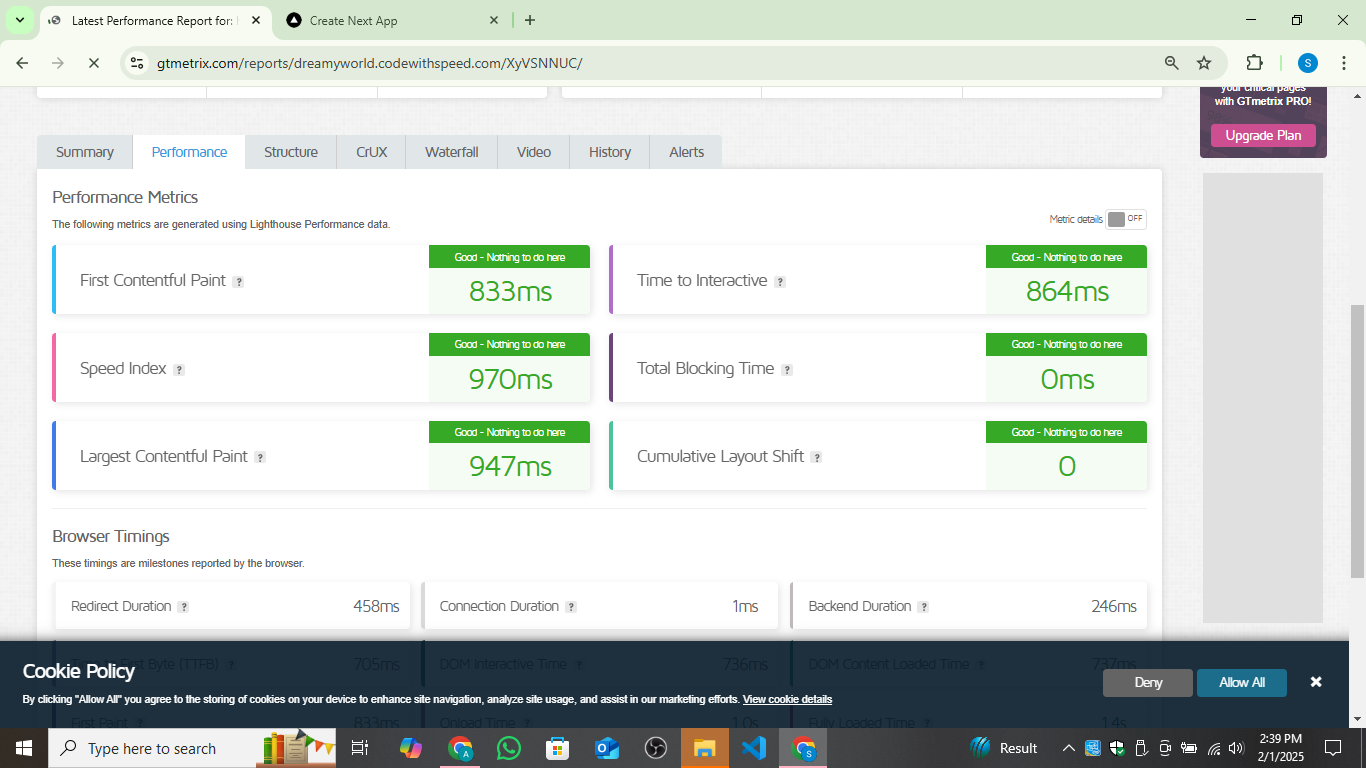 Latest Performance Report for:
Create Next App
gtmetrix.com/reports/dreamyworld.codewithspeed.com/XyVSNNUC/
S
your critical pages
with GTmetrix PRO!
Upgrade Plan
Summary Performance Structure CrUX Waterfall Video History Alerts
Performance Metrics
The following metrics are generated using Lighthouse Performance data.
Metric details OFF
First Contentful Paint ?
Good - Nothing to do here
833ms
Time to Interactive ?
Good - Nothing to do here
864ms
Speed Index ?
Good - Nothing to do here
970ms
Total Blocking Time ?
Good - Nothing to do here
0ms
Largest Contentful Paint ?
Good - Nothing to do here
947ms
Cumulative Layout Shift ?
Good - Nothing to do here
0
Browser Timings
These timings are milestones reported by the browser.
Redirect Duration ? 458ms
Connection Duration ? 1ms
Backend Duration ? 246ms
First Byte (TTFB) ? 705ms
DOM Interactive Time ? 736ms
DOM Content Loaded Time ? 737ms
Cookie Policy
By clicking "Allow All" you agree to the storing of cookies on your device to enhance site navigation, analyze site usage, and assist in our marketing efforts. View cookie details
Deny
Allow All
First Paint ? 833ms
Onload Time ? 1.0s
Fully Loaded Time ? 1.4s
Type here to search
A
S
Result
2:39 PM
2/1/2025